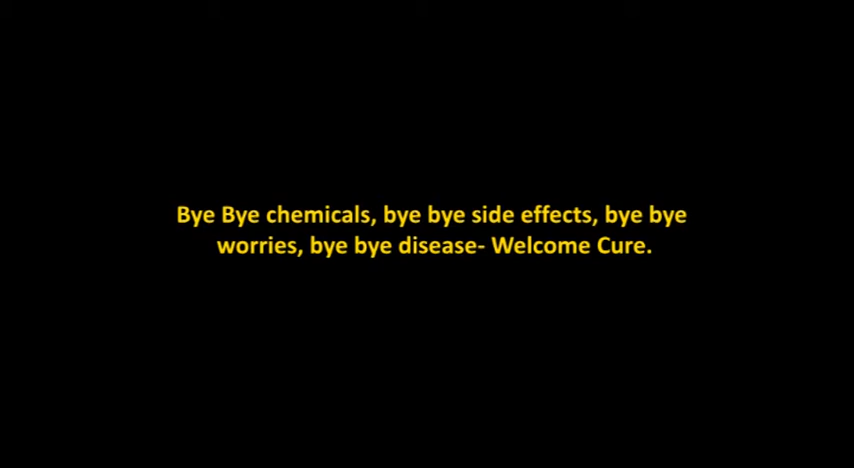 Bye Bye chemicals, bye bye side effects, bye bye
worries, bye bye disease- Welcome Cure.